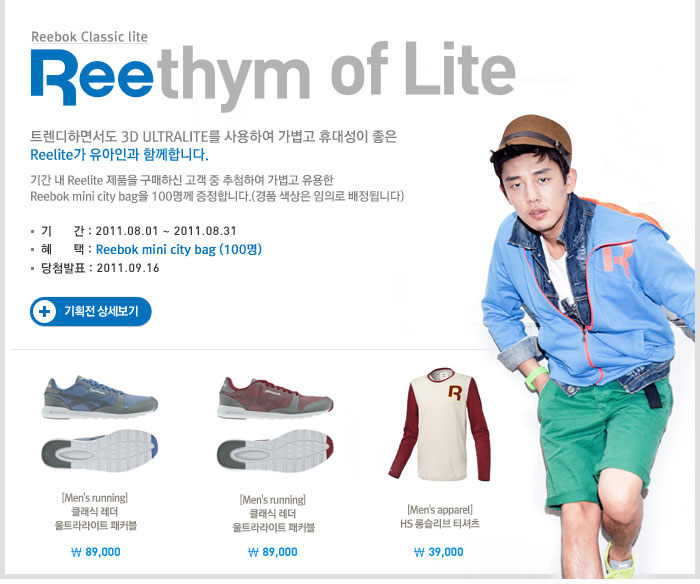 Reebok Classic lite
Reethym of Lite
트렌디하면서도 3D ULTRALITE를 사용하여 가볍고 휴대성이 좋은
Reelite가 유아인과 함께합니다.
기간 내 Reelite 제품을 구매하신 고객 중 추첨하여 가볍고 유용한
Reebok mini city bag을 100명께 증정합니다.(경품 색상은 임의로 배정됩니다)
기 간 : 2011.08.01 ~ 2011.08.31
혜 택 : Reebok mini city bag (100명)
당첨발표 : 2011.09.16
기획전 상세보기
[Men's running]
클래식 레더
울트라라이트 패커블
₩ 89,000
[Men's running]
클래식 레더
울트라라이트 패커블
₩ 89,000
[Men's apparel]
HS 롱슬리브 티셔츠
₩ 39,000